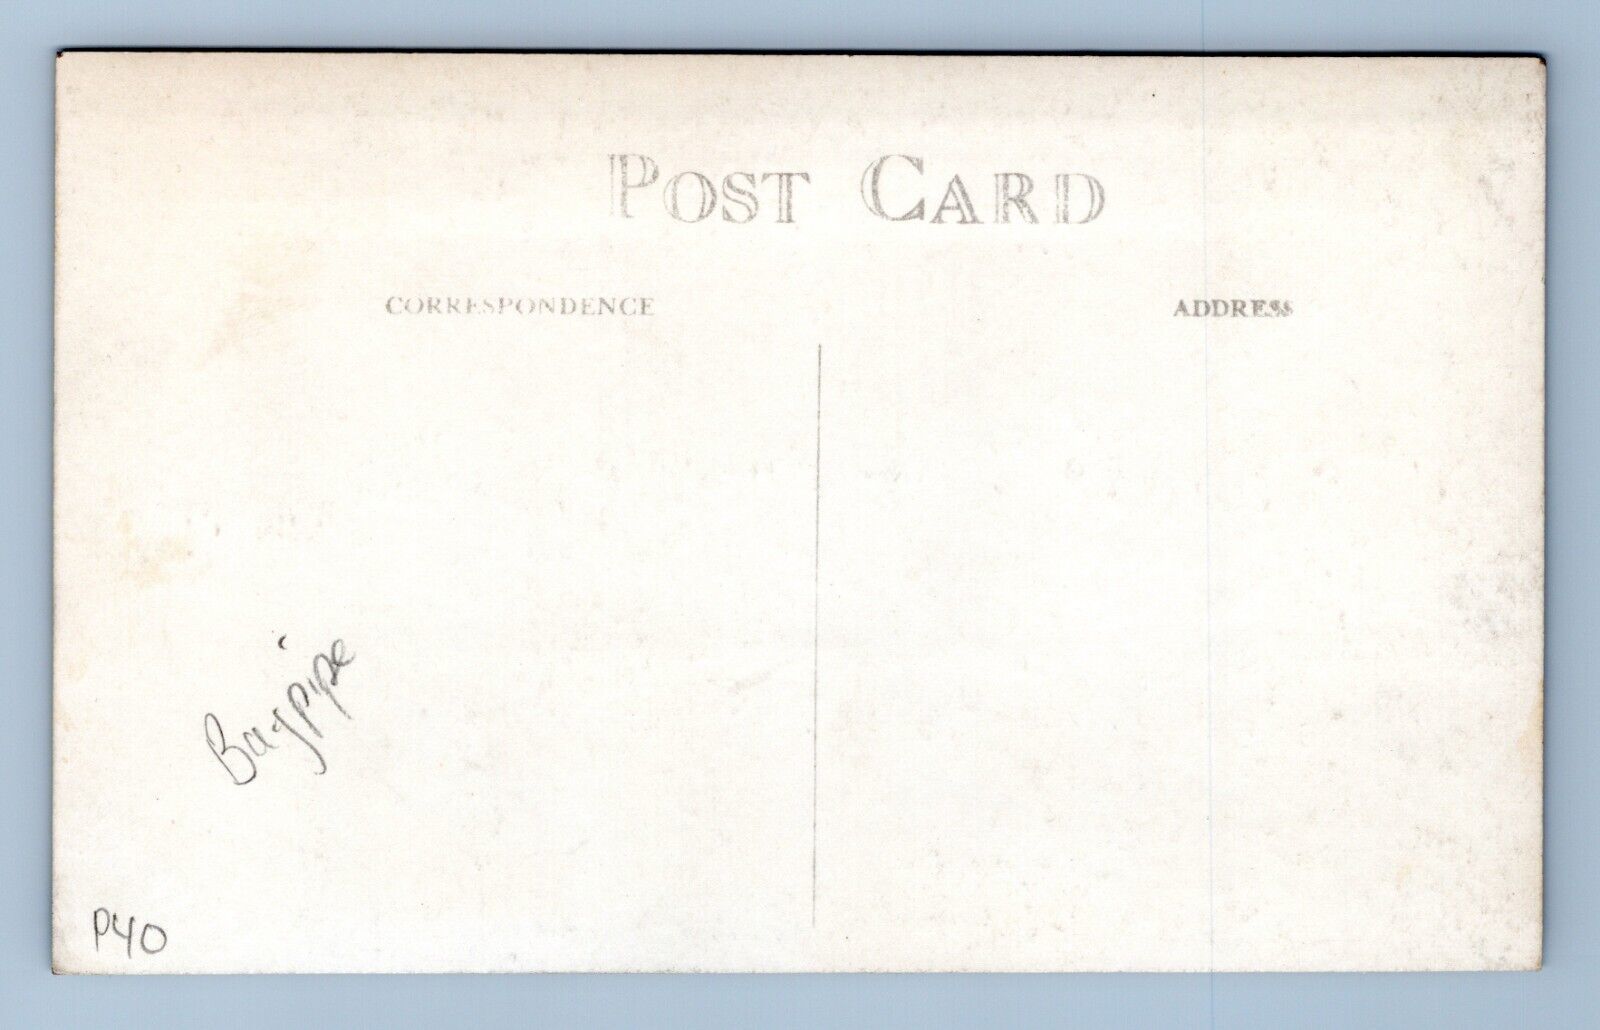 POST CARD
CORRESPONDENCE
ADDRESS
Bagpipe
P40